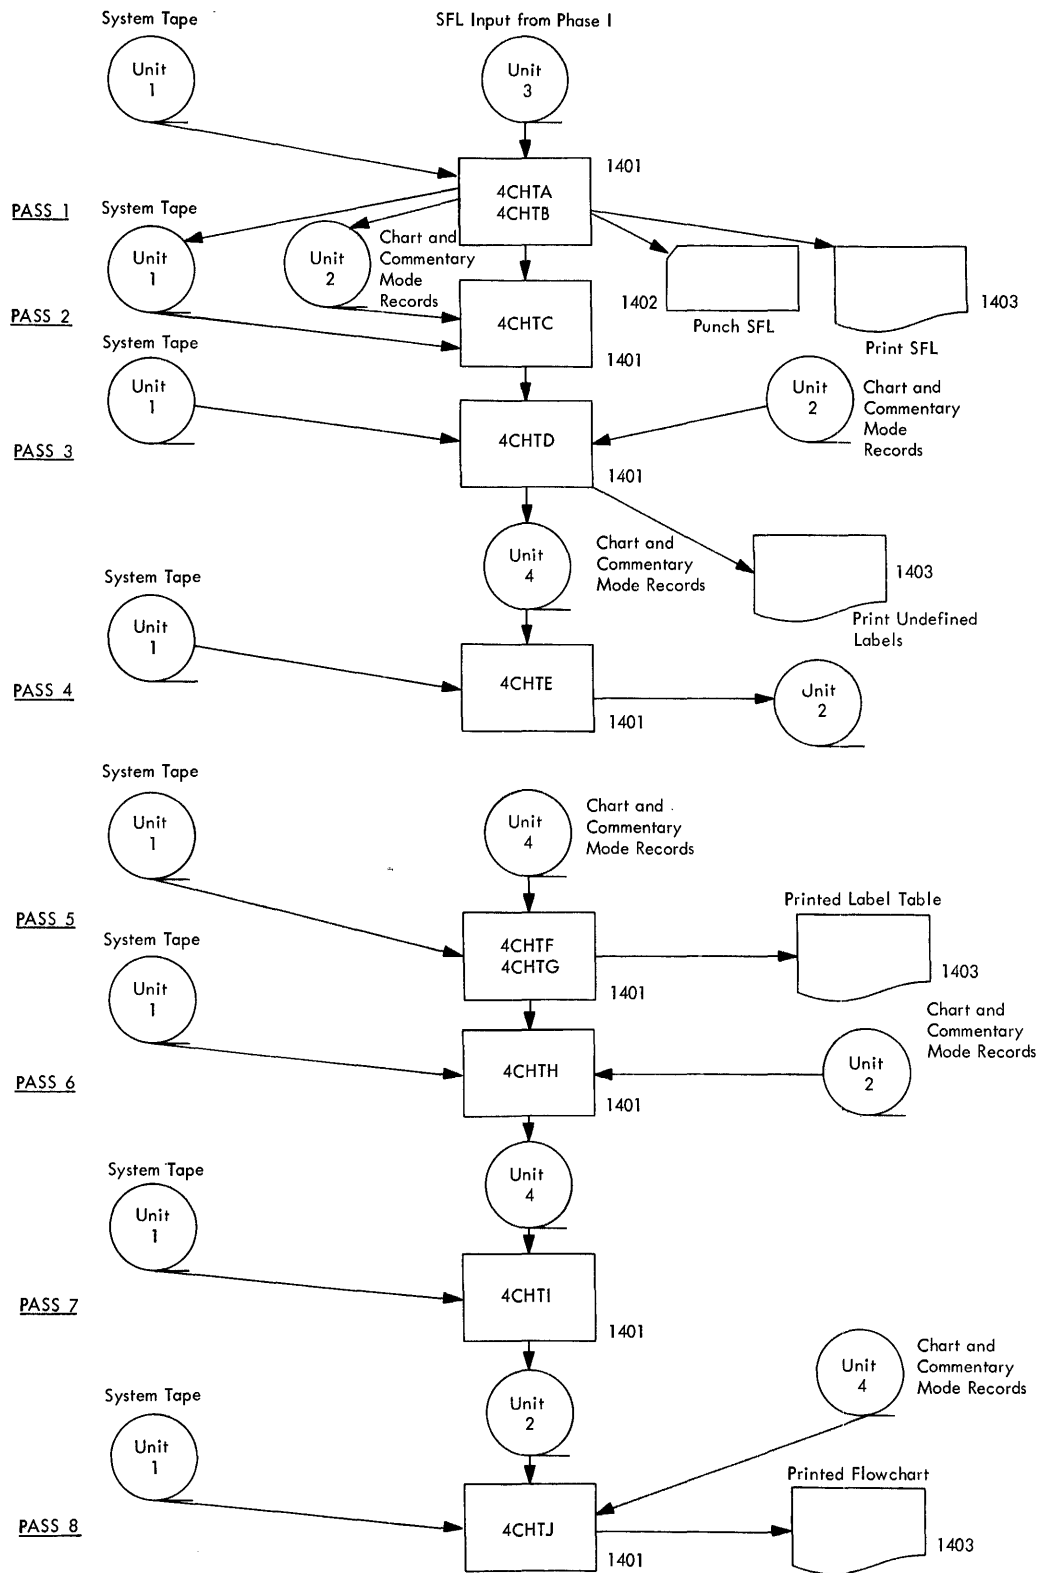 System Tape
SFL Input from Phase I
Unit
1
Unit
3
1401
4CHTA
4CHTB
PASS 1
System Tape
Unit
1
Unit
2
Chart and
Commentary
Mode
Records
1402
Punch SFL
1403
Print SFL
PASS 2
4CHTC
1401
System Tape
Unit
1
Unit
2
Chart and
Commentary
Mode
Records
PASS 3
4CHTD
1401
Unit
4
Chart and
Commentary
Mode Records
1403
Print Undefined
Labels
System Tape
Unit
1
PASS 4
4CHTE
1401
Unit
2
System Tape
Unit
1
Unit
4
Chart and
Commentary
Mode Records
PASS 5
4CHTF
4CHTG
1401
Printed Label Table
1403
System Tape
Unit
1
PASS 6
4CHTH
1401
Chart and
Commentary
Mode Records
Unit
2
Unit
4
System Tape
Unit
1
PASS 7
4CHTI
1401
Unit
2
Unit
4
Chart and
Commentary
Mode Records
System Tape
Unit
1
PASS 8
4CHTJ
1401
Printed Flowchart
1403